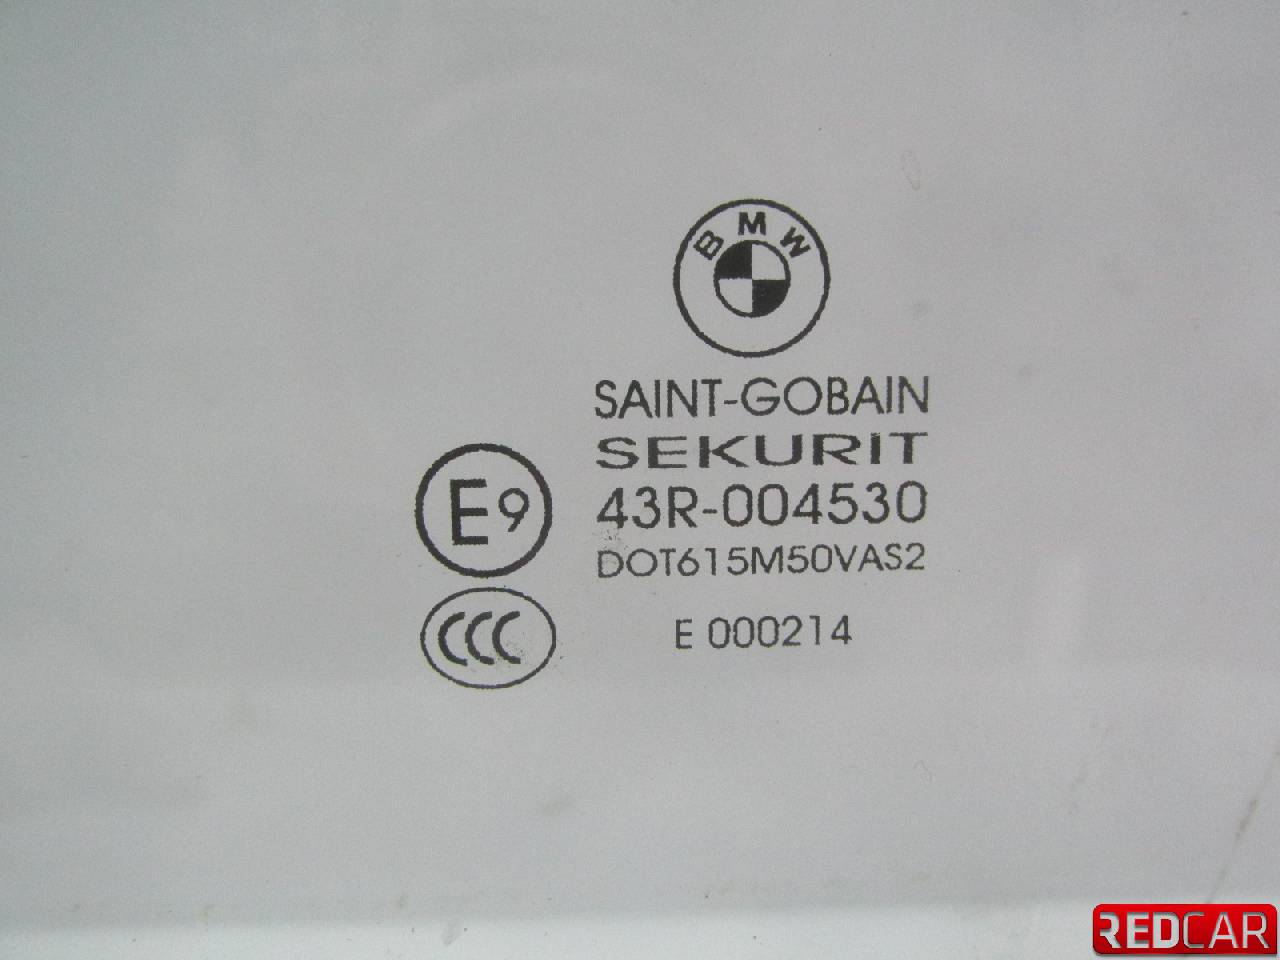 BMW
SAINT-GOBAIN
SEKURIT
43R-004530
DOT615M50VAS2
E9
CCC
E 000214
REDCAR